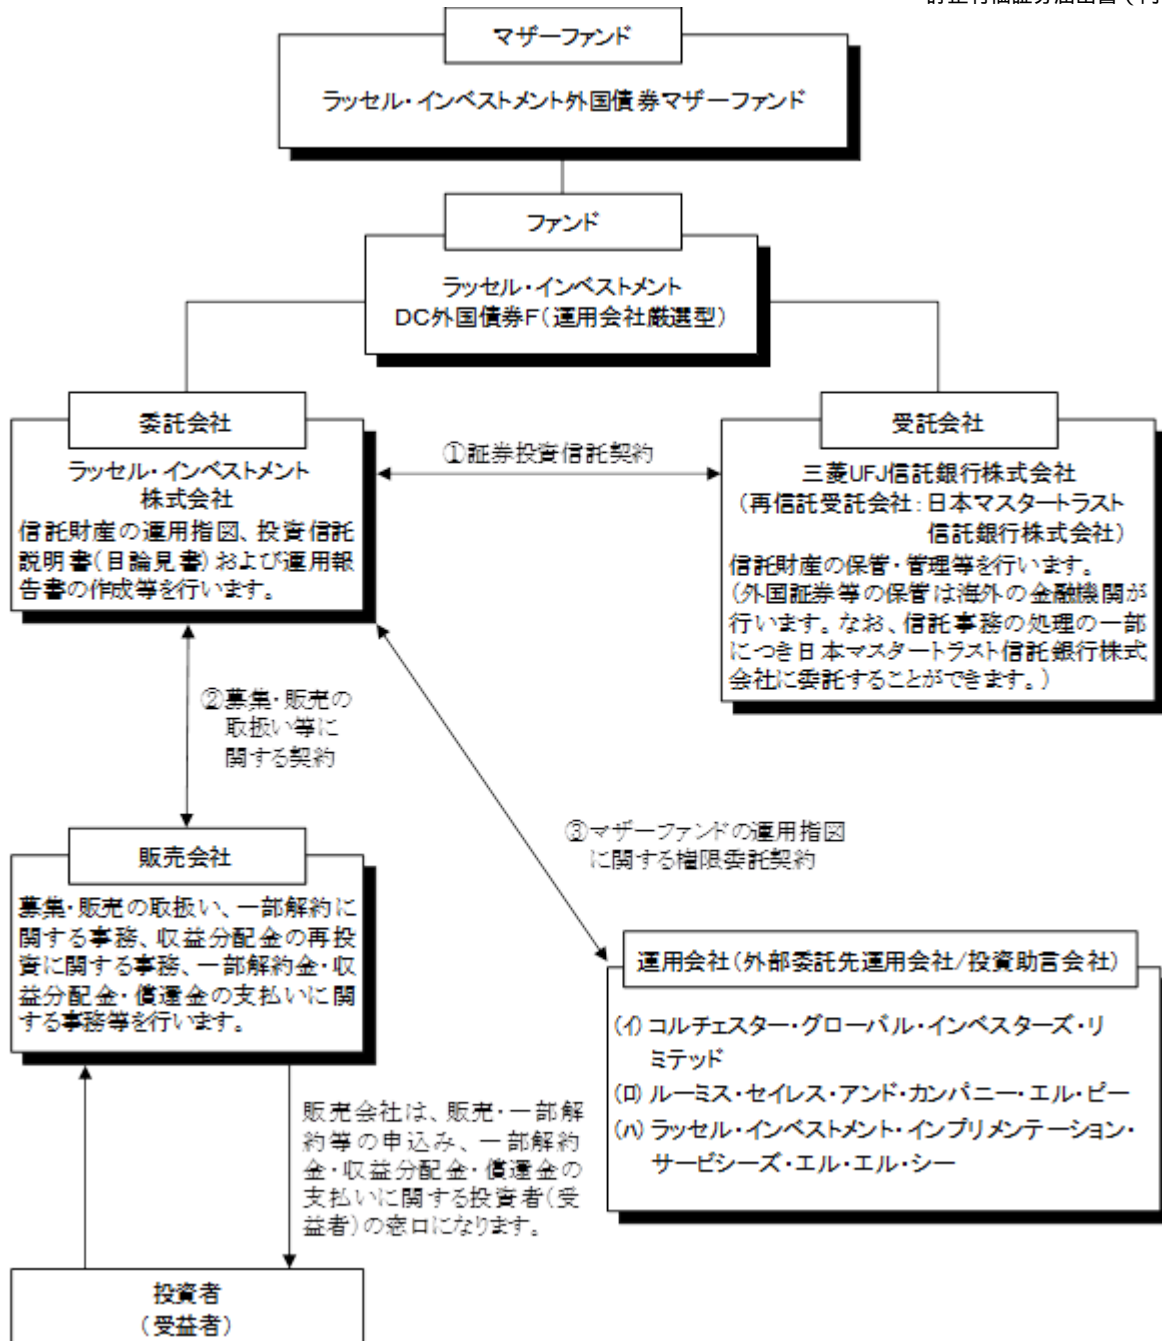 マザーファンド
ラッセル・インベストメント外国債券マザーファンド
ファンド
ラッセル・インベストメント
DC外国債券F(運用会社厳選型)
委託会社
ラッセル・インベストメント
株式会社
信託財産の運用指図、投資信託
説明書(目論見書)および運用報
告書の作成等を行います。
①証券投資信託契約
受託会社
三菱UFJ信託銀行株式会社
(再信託受託会社:日本マスタートラスト
信託銀行株式会社)
信託財産の保管・管理等を行います。
(外国証券等の保管は海外の金融機関が
行います。なお、信託事務の処理の一部
につき日本マスタートラスト信託銀行株式
会社に委託することができます。)
②募集・販売の
取扱い等に
関する契約
③マザーファンドの運用指図
に関する権限委託契約
販売会社
募集・販売の取扱い、一部解約に
関する事務、収益分配金の再投
資に関する事務、一部解約金・収
益分配金・償還金の支払いに関
する事務等を行います。
運用会社(外部委託先運用会社/投資助言会社)
(イ)コルチェスター・グローバル・インベスターズ・リ
ミテッド
(ロ)ルーミス・セイレス・アンド・カンパニー・エル・ピー
(ハ)ラッセル・インベストメント・インプリメンテーション・
サービシーズ・エル・エル・シー
販売会社は、販売・一部解
約等の申込み、一部解約
金・収益分配金・償還金の
支払いに関する投資者(受
益者)の窓口になります。
投資者
(受益者)